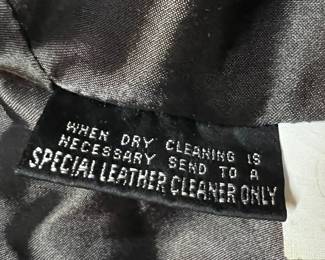 WHEN DRY CLEANING IS
NECESSARY SEND TO A
SPECIAL LEATHER CLEANER ONLY